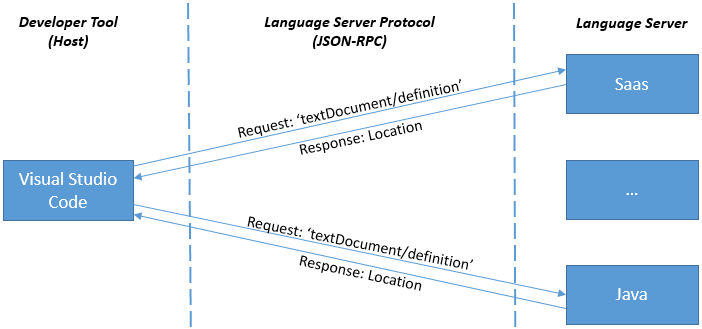 Developer Tool
(Host)
Language Server Protocol
(JSON-RPC)
Language Server
Request: ‘textDocument/definition’
Response: Location
Saas
Visual Studio
Code
...
Request: ‘textDocument/definition’
Response: Location
Java